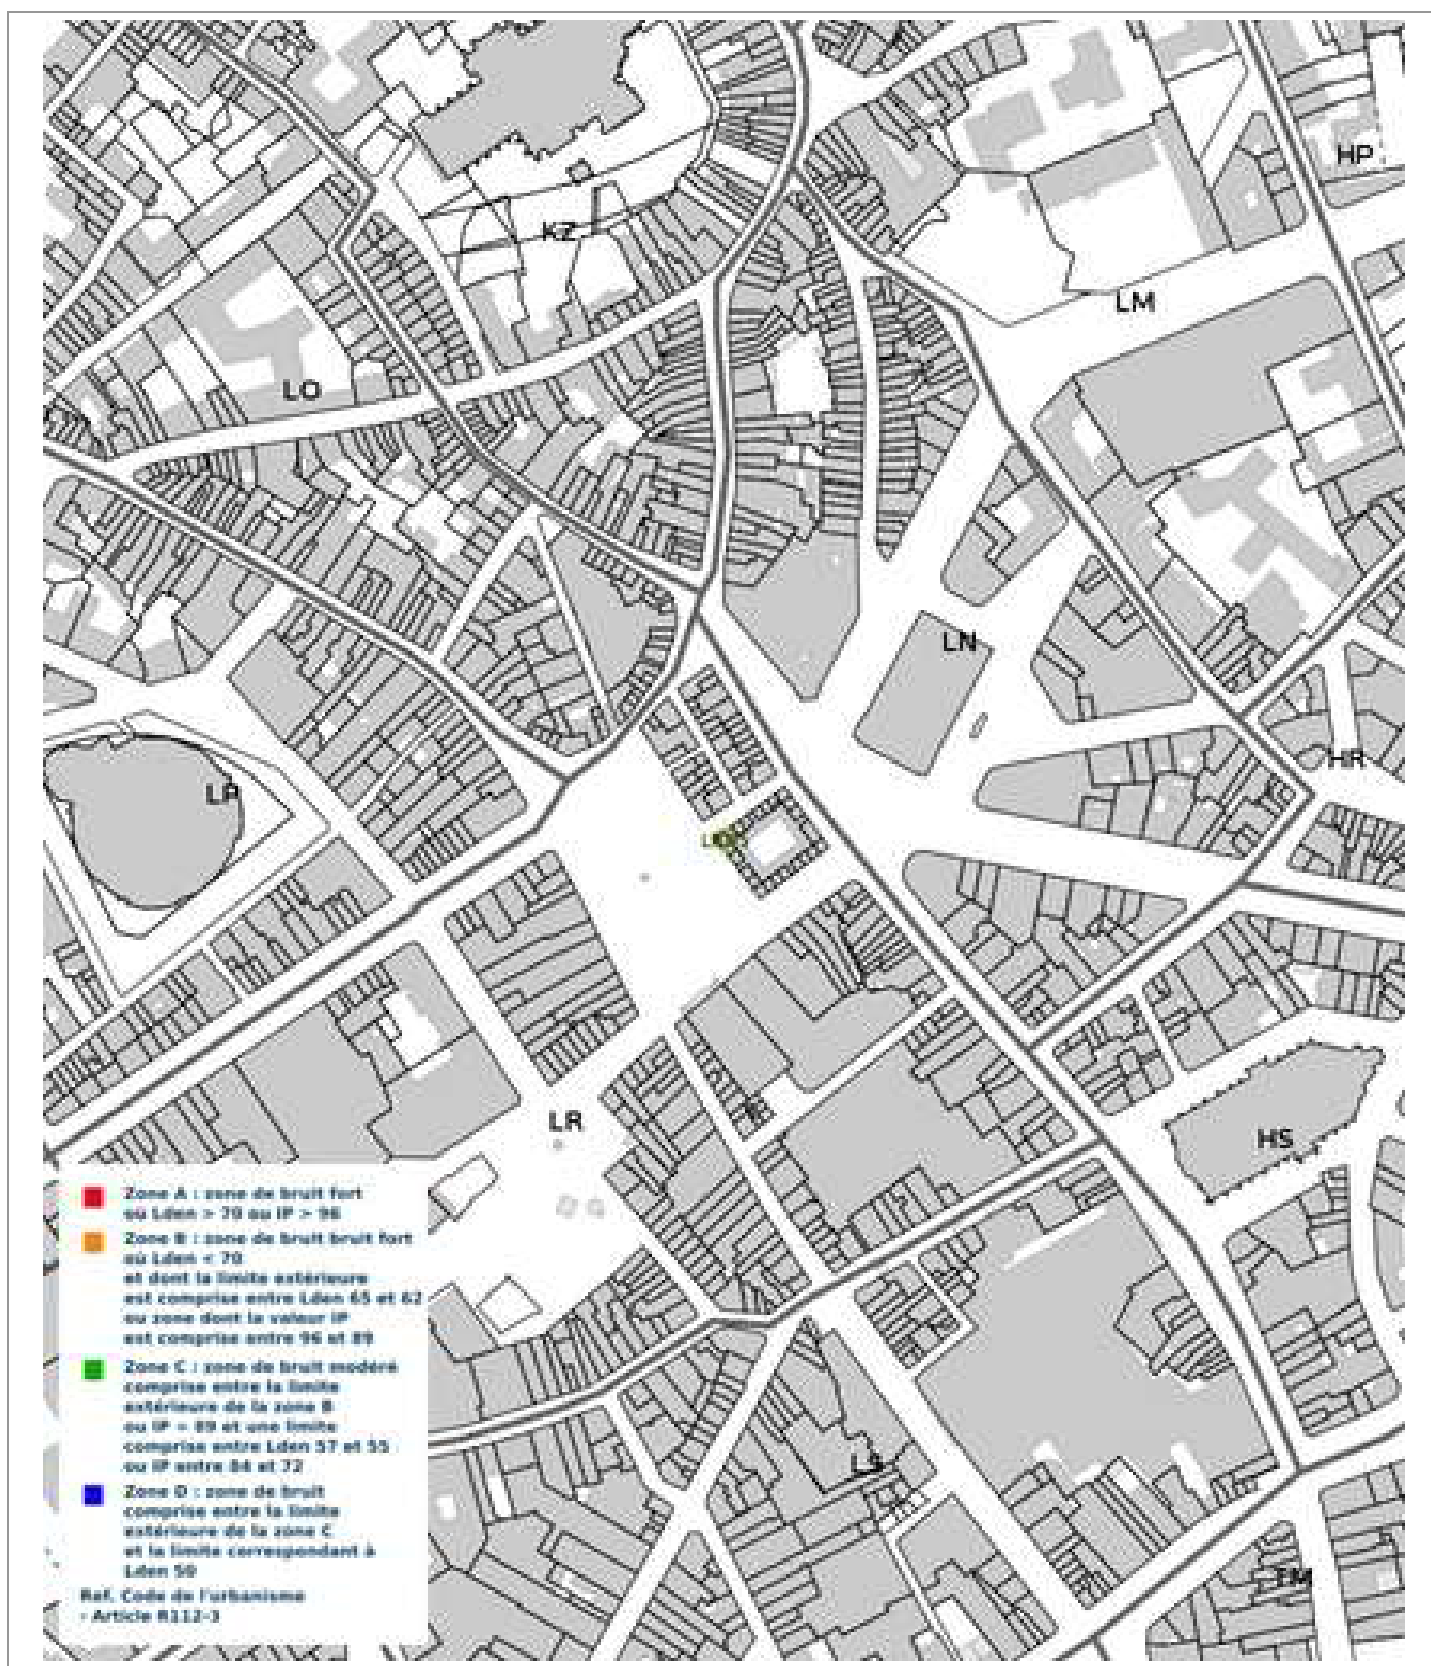 HP
KZ
LM
LO
LN
HR
LP
LR
HS
Zone A : zone de bruit fort
où Lden > 70 ou IP > 96
Zone B : zone de bruit bruit fort
où Lden < 70
et dont la limite extérieure
est comprise entre Lden 65 et 62
ou zone dont la valeur IP
est comprise entre 96 et 89
Zone C : zone de bruit modéré
comprise entre la limite
extérieure de la zone B
ou IP = 89 et une limite
comprise entre Lden 57 et 55
ou IP entre 84 et 72
LS
Zone D : zone de bruit
comprise entre la limite
extérieure de la zone C
et la limite correspondant à
Lden 50
Ref. Code de l'urbanisme
- Article R112-3